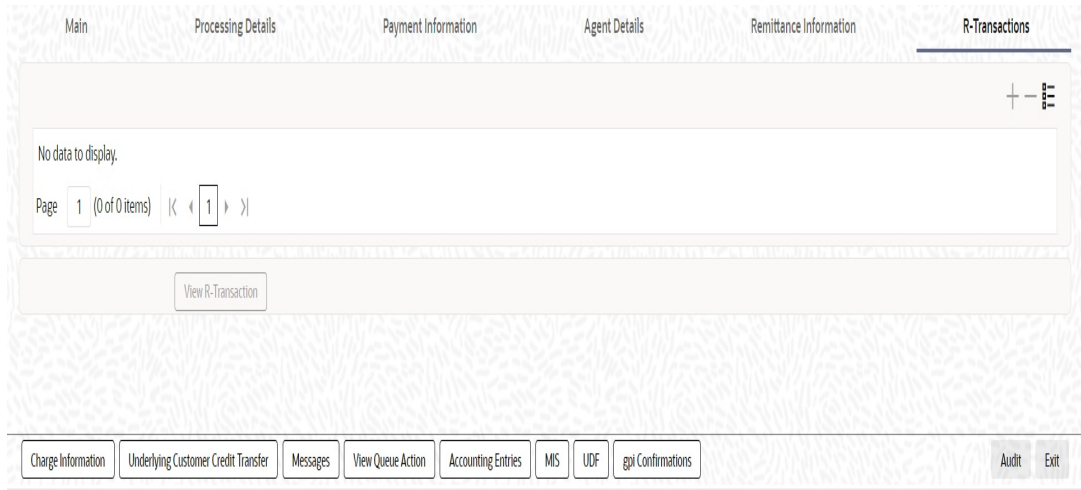 Main Processing Details Payment Information Agent Details Remittance Information R-Transactions
No data to display.
Page 1 (0 of 0 items) 1
View R-Transaction
Charge Information Underlying Customer Credit Transfer Messages View Queue Action Accounting Entries MIS UDF gpi Confirmations Audit Exit